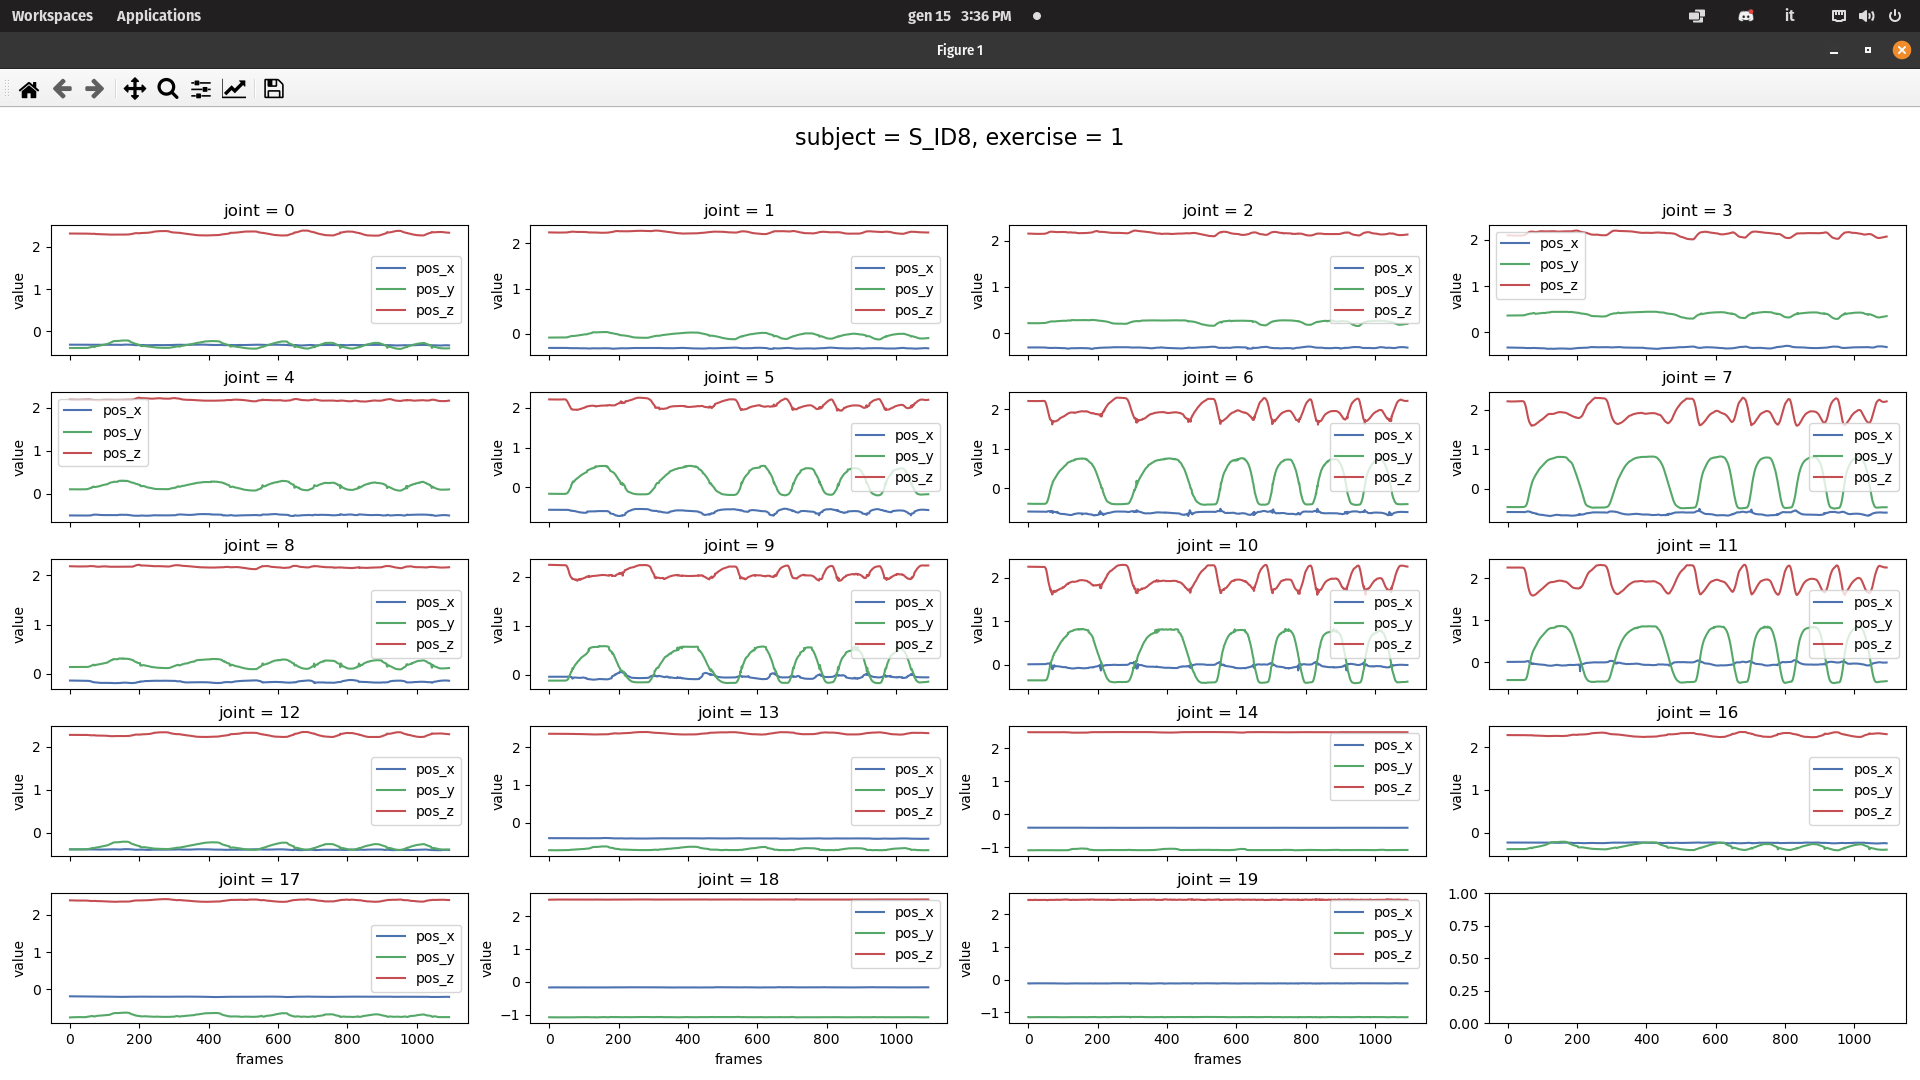 Workspaces Applications gen 15 3:36 PM it
Figure 1
subject = S_ID8, exercise = 1
joint = 0 joint = 1 joint = 2 joint = 3
value 2 1 0 pos_x pos_y pos_z
value 2 1 0 pos_x pos_y pos_z
value 2 1 0 pos_x pos_y pos_z
value 2 1 0 pos_x pos_y pos_z
joint = 4 joint = 5 joint = 6 joint = 7
value 2 1 0 pos_x pos_y pos_z
value 2 1 0 pos_x pos_y pos_z
value 2 1 0 pos_x pos_y pos_z
value 2 1 0 pos_x pos_y pos_z
joint = 8 joint = 9 joint = 10 joint = 11
value 2 1 0 pos_x pos_y pos_z
value 2 1 0 pos_x pos_y pos_z
value 2 1 0 pos_x pos_y pos_z
value 2 1 0 pos_x pos_y pos_z
joint = 12 joint = 13 joint = 14 joint = 16
value 2 1 0 pos_x pos_y pos_z
value 2 1 0 pos_x pos_y pos_z
value 2 1 0 −1 pos_x pos_y pos_z
value 2 1 0 pos_x pos_y pos_z
joint = 17 joint = 18 joint = 19
value 2 1 0 pos_x pos_y pos_z
value 2 1 0 −1 pos_x pos_y pos_z
value 2 1 0 −1 pos_x pos_y pos_z
1.00 0.75 0.50 0.25 0.00
0 200 400 600 800 1000 0 200 400 600 800 1000 0 200 400 600 800 1000 0 200 400 600 800 1000
frames frames frames